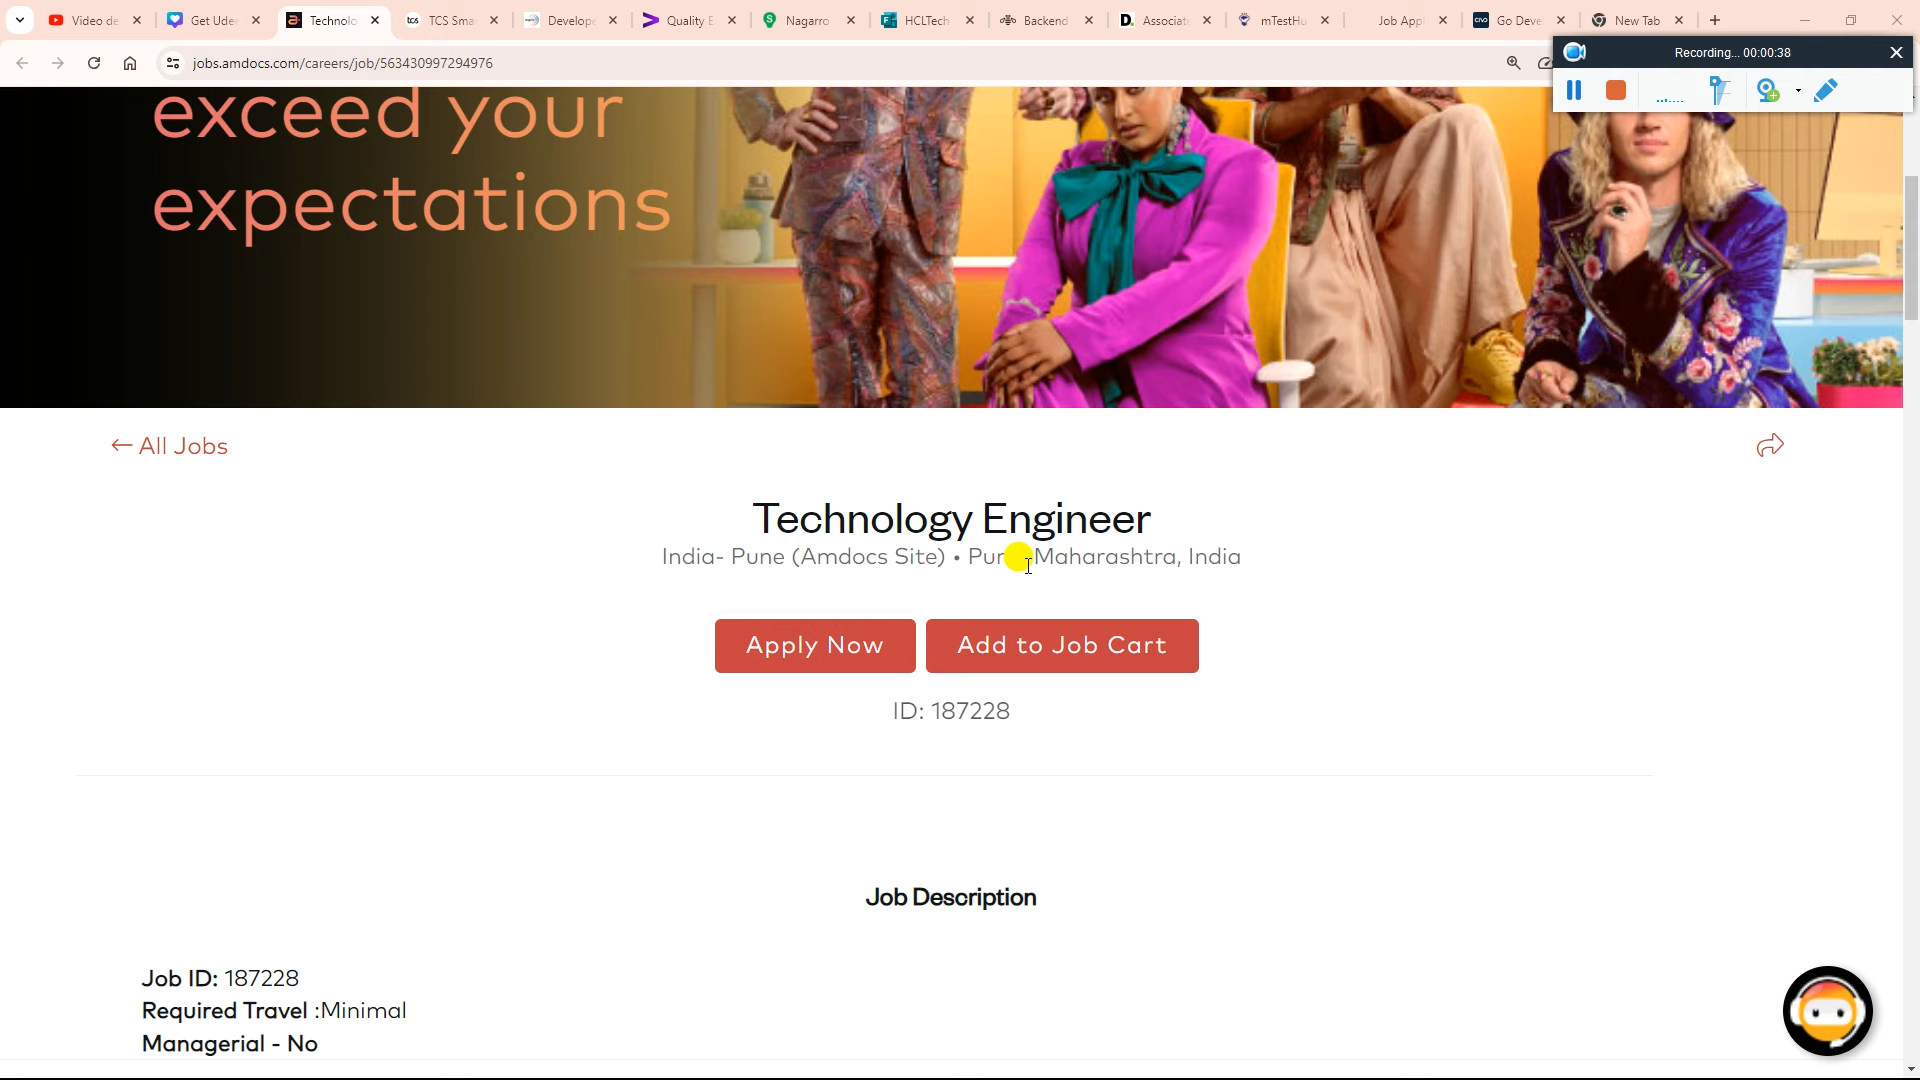 Video de
Get Uder
Technolo
TCS Sma
Develope
Quality E
Nagarro
HCLTech
Backend
Associat
mTestHu
Job Appl
Go Deve
New Tab
jobs.amdocs.com/careers/job/563430997294976
Recording... 00:00:38
exceed your
expectations
← All Jobs
Technology Engineer
India- Pune (Amdocs Site) • Pun Maharashtra, India
Apply Now
Add to Job Cart
ID: 187228
Job Description
Job ID: 187228
Required Travel :Minimal
Managerial - No